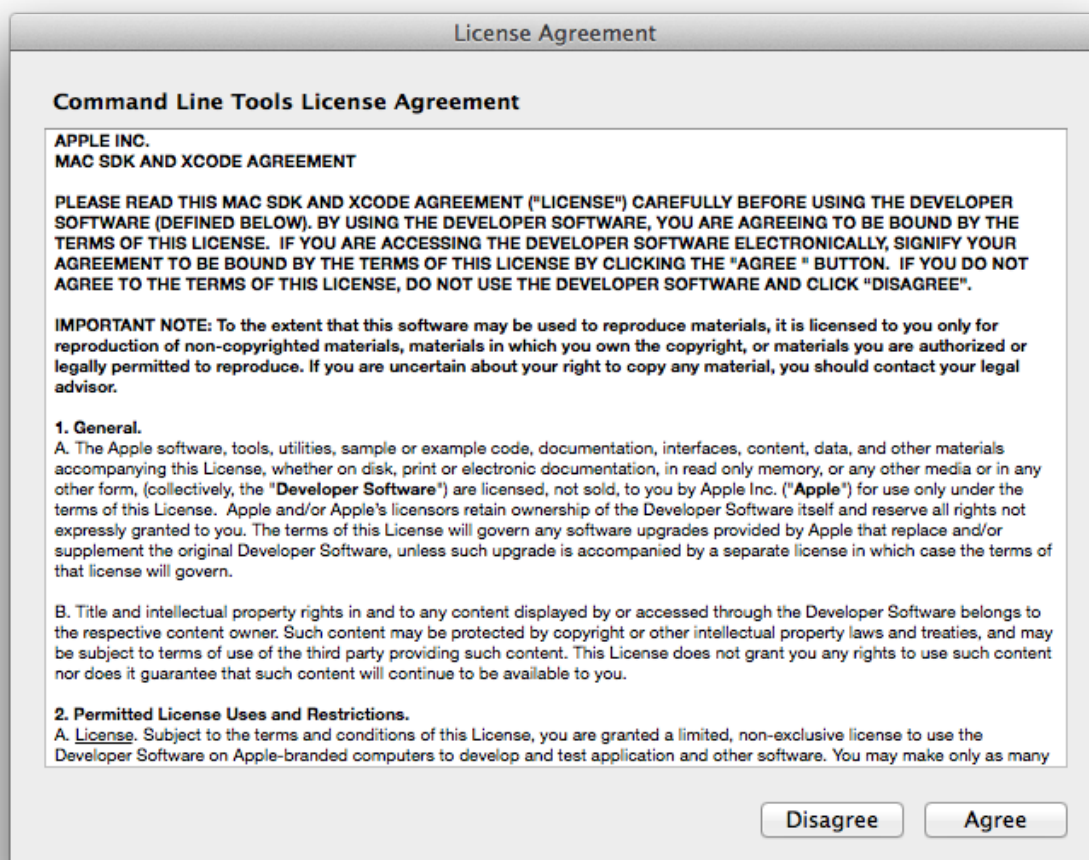 License Agreement
Command Line Tools License Agreement
APPLE INC.
MAC SDK AND XCODE AGREEMENT
PLEASE READ THIS MAC SDK AND XCODE AGREEMENT ("LICENSE") CAREFULLY BEFORE USING THE DEVELOPER
SOFTWARE (DEFINED BELOW). BY USING THE DEVELOPER SOFTWARE, YOU ARE AGREEING TO BE BOUND BY THE
TERMS OF THIS LICENSE.  IF YOU ARE ACCESSING THE DEVELOPER SOFTWARE ELECTRONICALLY, SIGNIFY YOUR
AGREEMENT TO BE BOUND BY THE TERMS OF THIS LICENSE BY CLICKING THE "AGREE " BUTTON.  IF YOU DO NOT
AGREE TO THE TERMS OF THIS LICENSE, DO NOT USE THE DEVELOPER SOFTWARE AND CLICK “DISAGREE”.
IMPORTANT NOTE: To the extent that this software may be used to reproduce materials, it is licensed to you only for
reproduction of non-copyrighted materials, materials in which you own the copyright, or materials you are authorized or
legally permitted to reproduce. If you are uncertain about your right to copy any material, you should contact your legal
advisor.
1. General.
A. The Apple software, tools, utilities, sample or example code, documentation, interfaces, content, data, and other materials
accompanying this License, whether on disk, print or electronic documentation, in read only memory, or any other media or in any
other form, (collectively, the "Developer Software") are licensed, not sold, to you by Apple Inc. ("Apple") for use only under the
terms of this License.  Apple and/or Apple’s licensors retain ownership of the Developer Software itself and reserve all rights not
expressly granted to you. The terms of this License will govern any software upgrades provided by Apple that replace and/or
supplement the original Developer Software, unless such upgrade is accompanied by a separate license in which case the terms of
that license will govern.
B. Title and intellectual property rights in and to any content displayed by or accessed through the Developer Software belongs to
the respective content owner. Such content may be protected by copyright or other intellectual property laws and treaties, and may
be subject to terms of use of the third party providing such content. This License does not grant you any rights to use such content
nor does it guarantee that such content will continue to be available to you.
2. Permitted License Uses and Restrictions.
A. License. Subject to the terms and conditions of this License, you are granted a limited, non-exclusive license to use the
Developer Software on Apple-branded computers to develop and test application and other software. You may make only as many
Disagree Agree